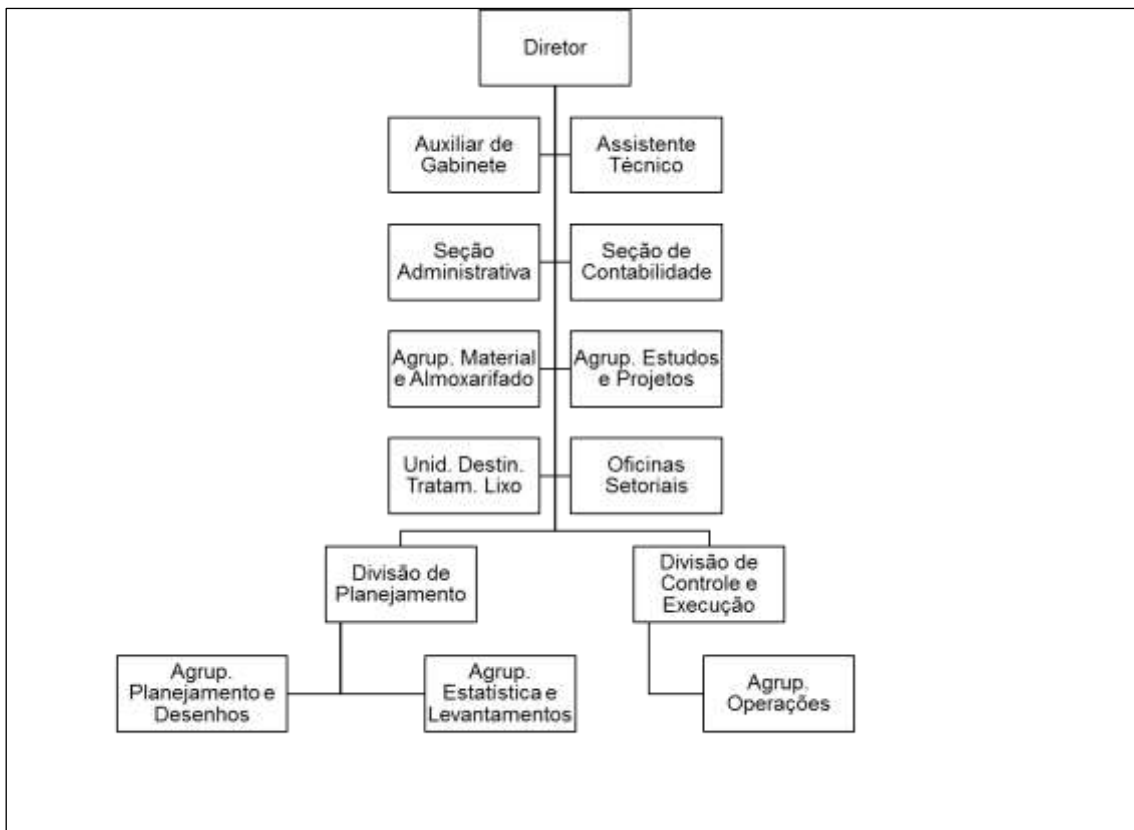 Diretor
Auxiliar de
Gabinete
Assistente
Técnico
Seção
Administrativa
Seção de
Contabilidade
Agrup. Material
e Almoxarifado
Agrup. Estudos
e Projetos
Unid. Destin.
Tratam. Lixo
Oficinas
Setoriais
Divisão de
Planejamento
Divisão de
Controle e
Execução
Agrup.
Planejamento e
Desenhos
Agrup.
Estatística e
Levantamentos
Agrup.
Operações